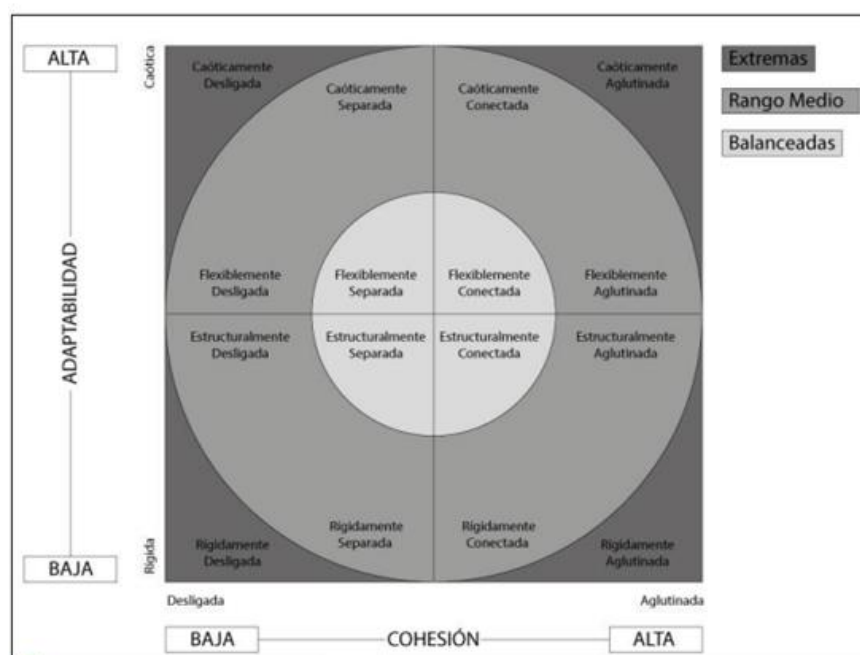 ALTA
Caótica
Caóticamente
Desligada
Caóticamente
Separada
Caóticamente
Conectada
Caóticamente
Aglutinada
Extremas
Rango Medio
Balanceadas
ADAPTABILIDAD
Flexiblemente
Desligada
Flexiblemente
Separada
Flexiblemente
Conectada
Flexiblemente
Aglutinada
Estructuralmente
Desligada
Estructuralmente
Separada
Estructuralmente
Conectada
Estructuralmente
Aglutinada
Rígidamente
Desligada
Rígidamente
Separada
Rígidamente
Conectada
Rígidamente
Aglutinada
BAJA
Rígida
Desligada
Aglutinada
BAJA
COHESIÓN
ALTA